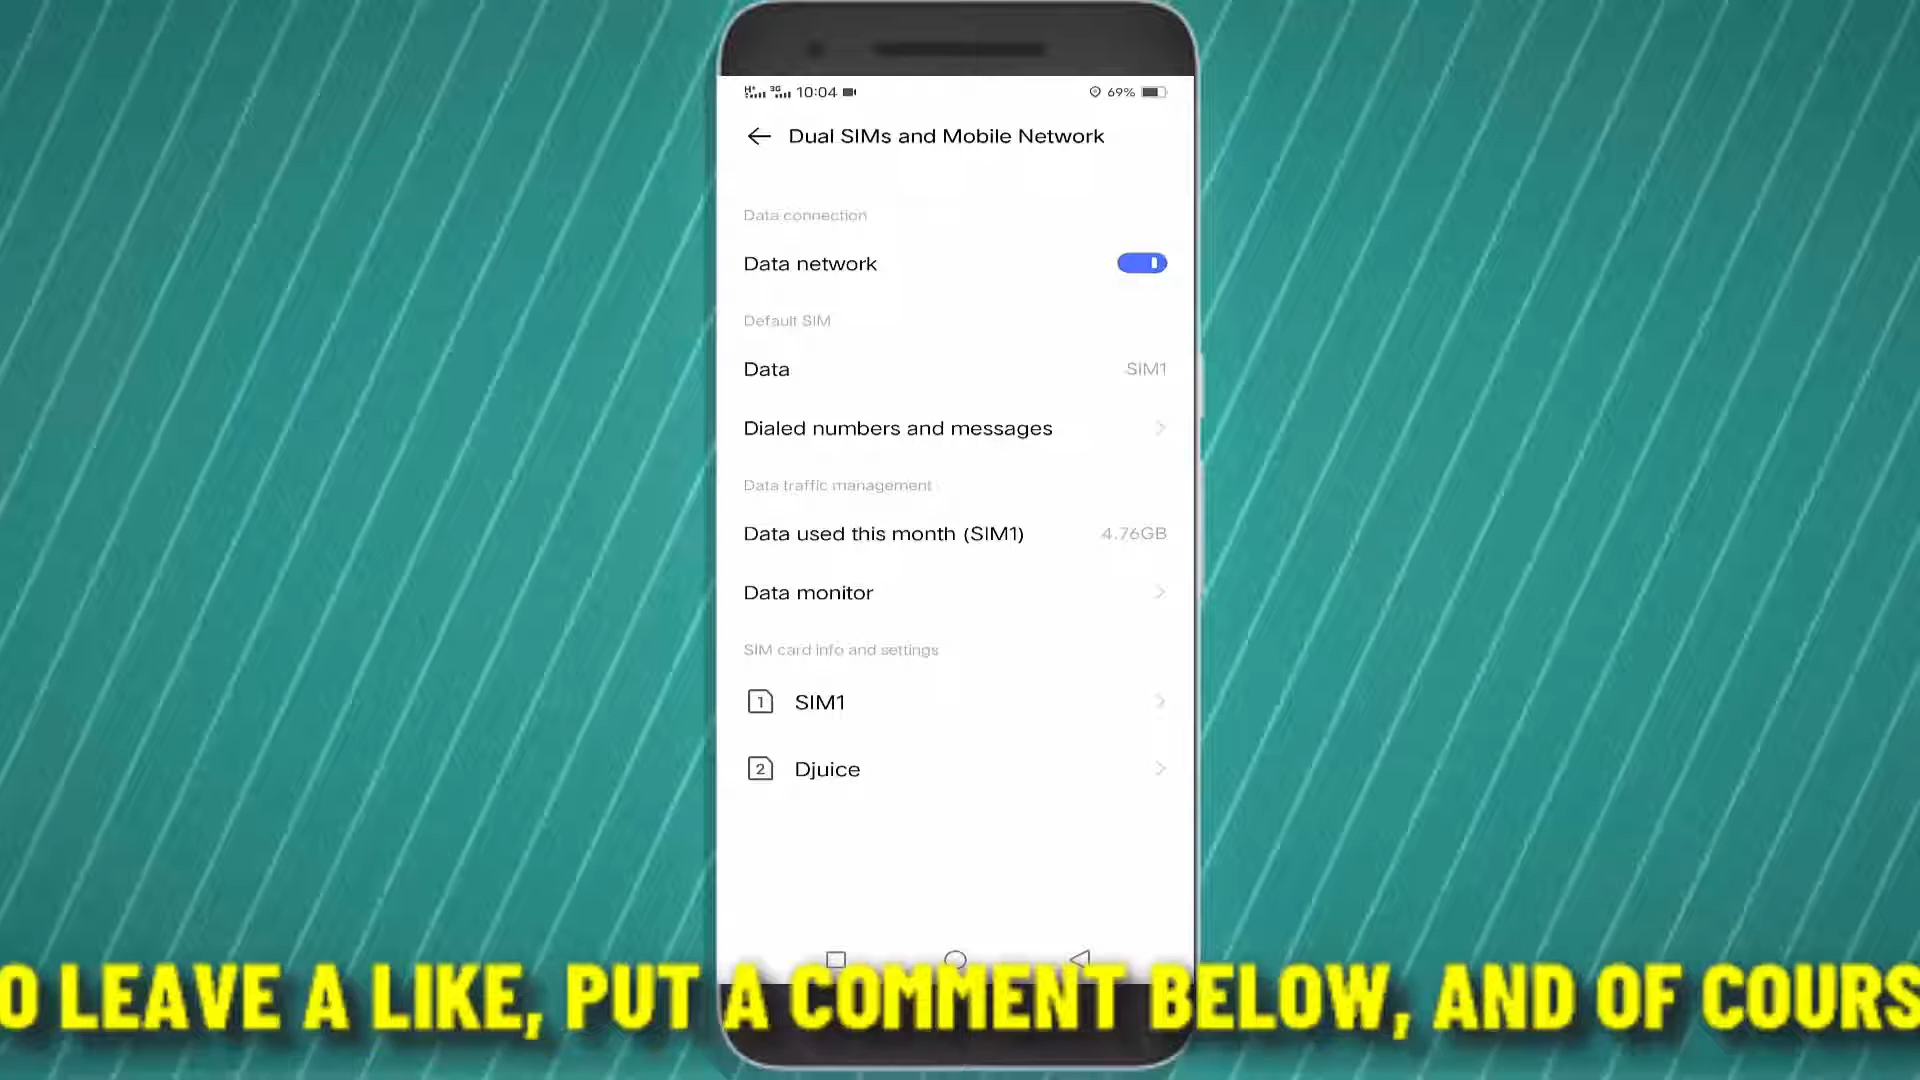 H+ 3G 10:04 69%
Dual SIMs and Mobile Network
Data connection
Data network
Default SIM
Data SIM1
Dialed numbers and messages
Data traffic management
Data used this month (SIM1) 4.76GB
Data monitor
SIM card info and settings
1 SIM1
2 Djuice
O LEAVE A LIKE, PUT A COMMENT BELOW, AND OF COURS